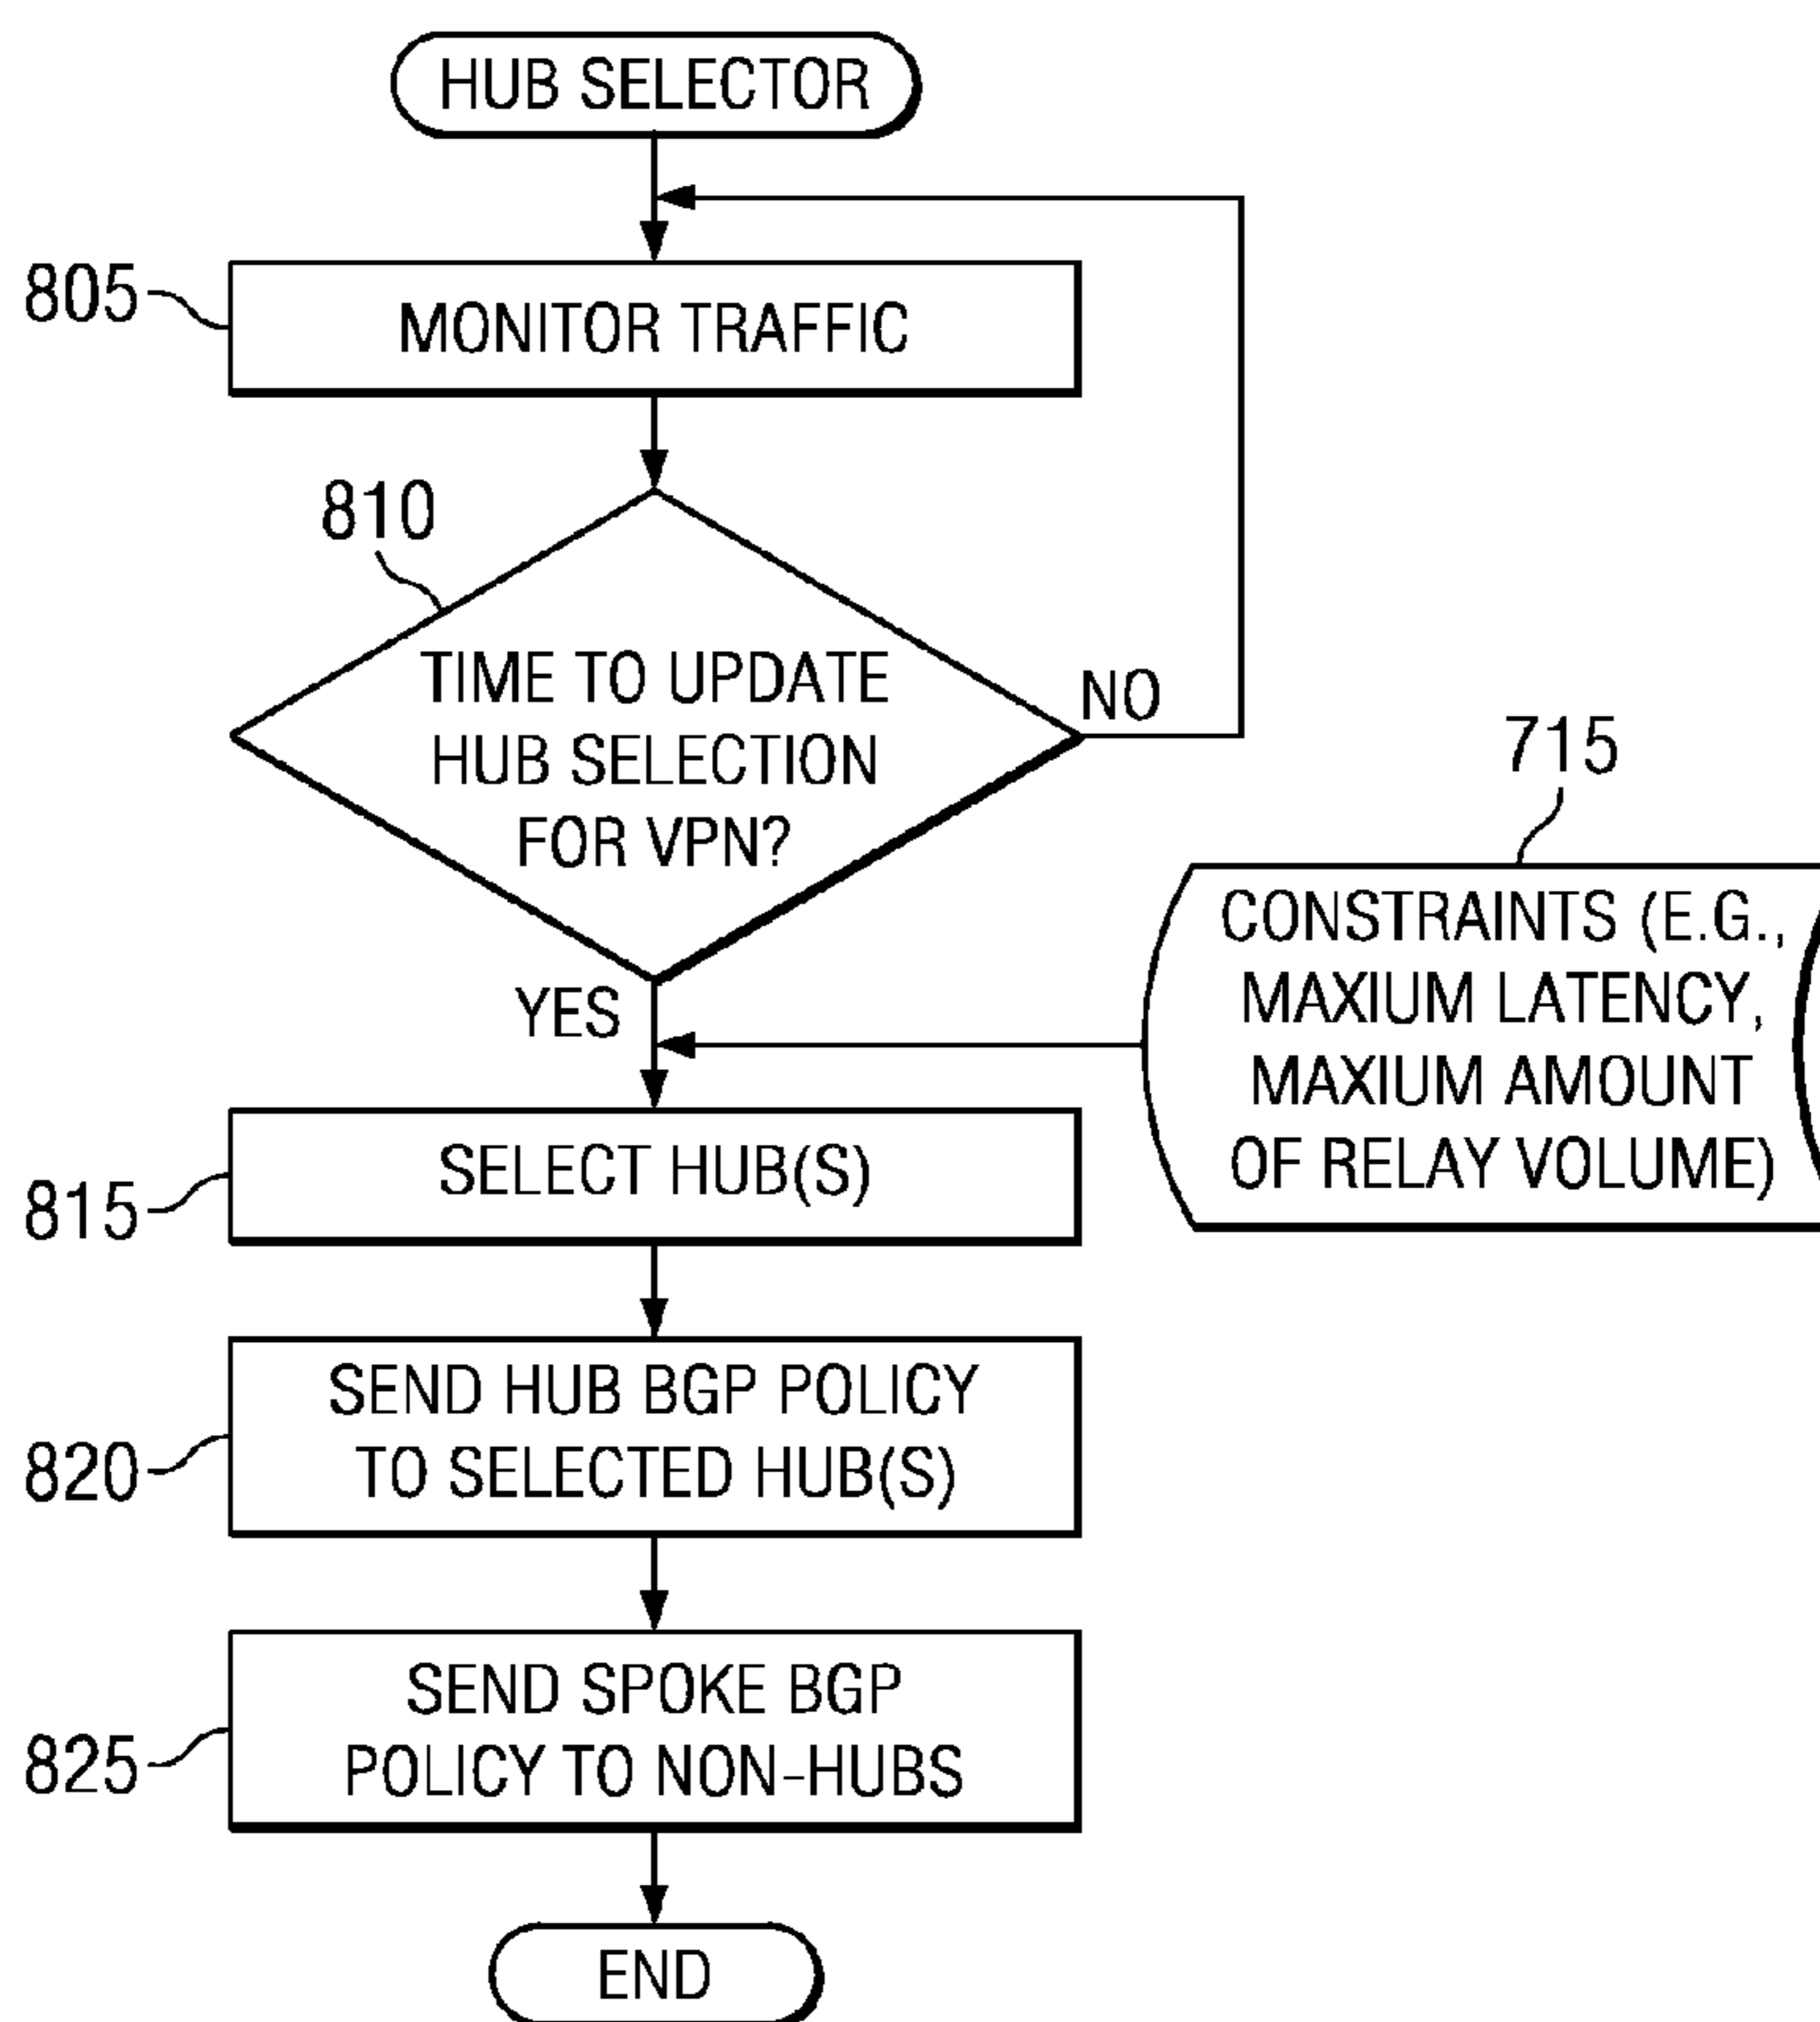 HUB SELECTOR
805
MONITOR TRAFFIC
810
TIME TO UPDATE
HUB SELECTION
FOR VPN?
NO
YES
715
CONSTRAINTS (E.G.,
MAXIUM LATENCY,
MAXIUM AMOUNT
OF RELAY VOLUME)
815
SELECT HUB(S)
820
SEND HUB BGP POLICY
TO SELECTED HUB(S)
825
SEND SPOKE BGP
POLICY TO NON-HUBS
END